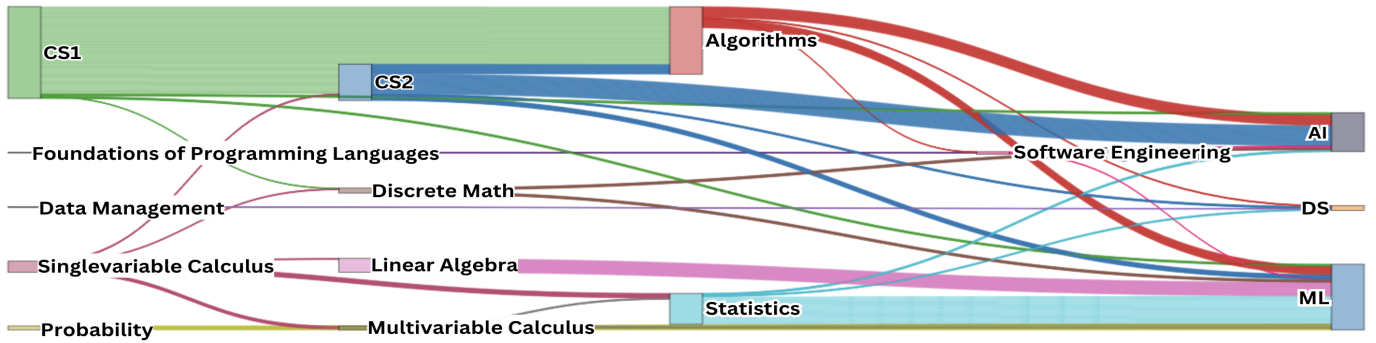 CS1
Algorithms
CS2
AI
Foundations of Programming Languages
Software Engineering
Discrete Math
Data Management
DS
Singlevariable Calculus
Linear Algebra
ML
Statistics
Probability
Multivariable Calculus